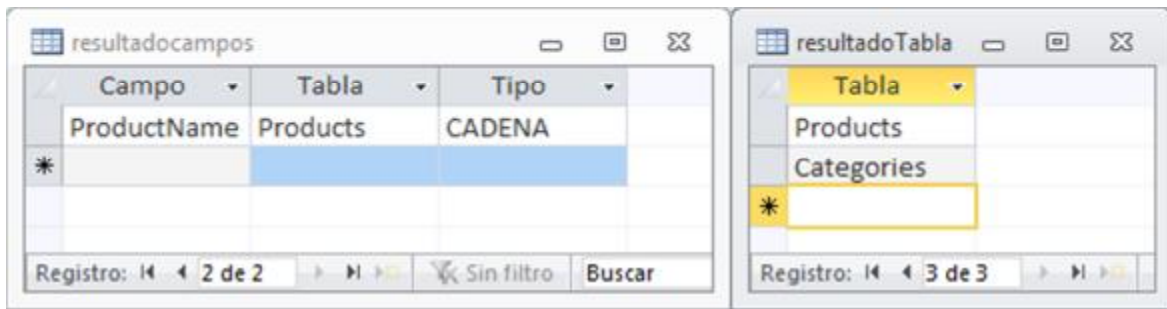 resultadocampos
Campo Tabla Tipo
ProductName Products CADENA
Registro: 2 de 2 Sin filtro Buscar
resultadoTabla
Tabla
Products
Categories
Registro: 3 de 3